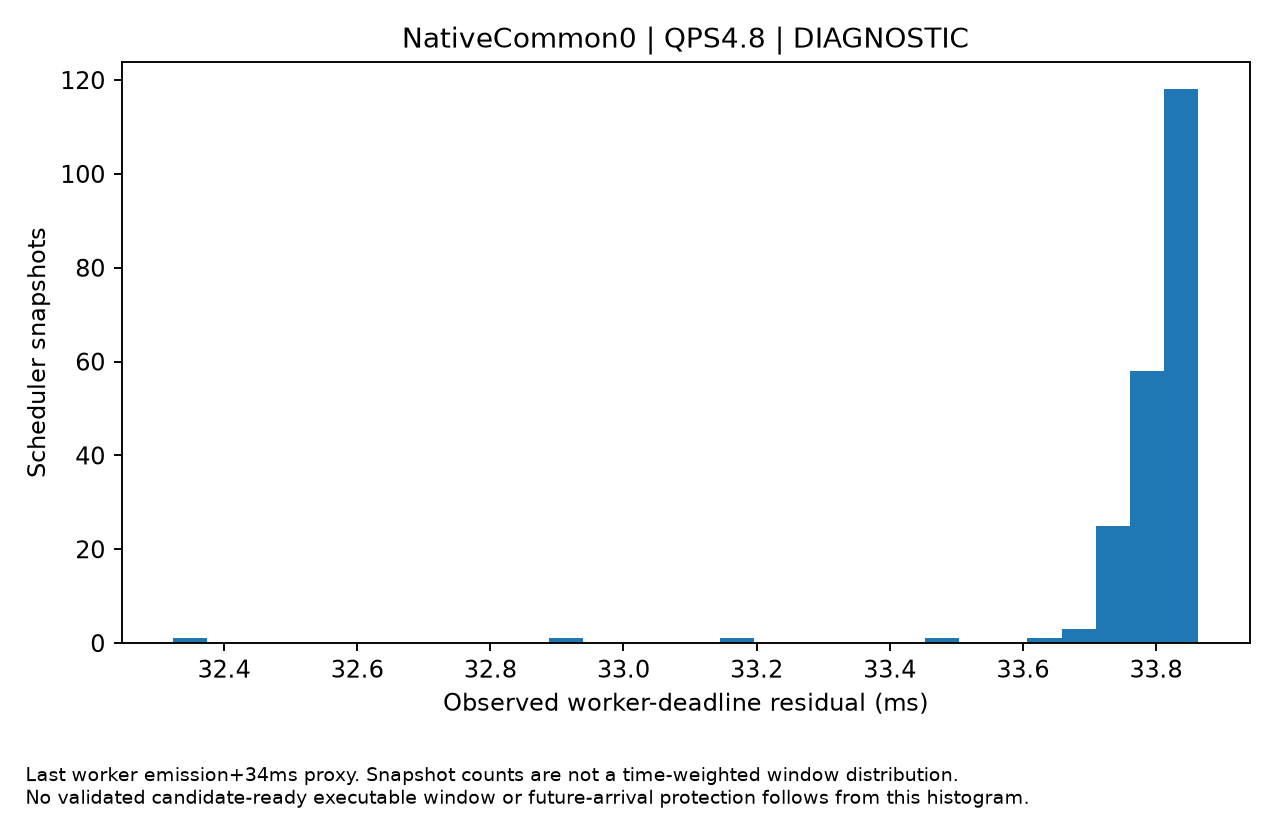 NativeCommon0 | QPS4.8 | DIAGNOSTIC
120
100
80
60
40
20
0
Scheduler snapshots
32.4 32.6 32.8 33.0 33.2 33.4 33.6 33.8
Observed worker-deadline residual (ms)
Last worker emission+34ms proxy. Snapshot counts are not a time-weighted window distribution.
No validated candidate-ready executable window or future-arrival protection follows from this histogram.